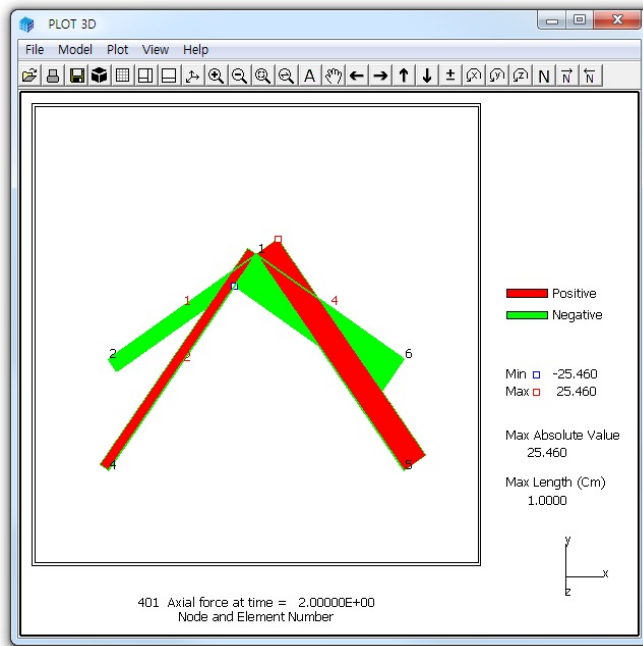 PLOT 3D
File Model Plot View Help
A ± x y z N N N
1
1
4
2
6
2
4
5
Positive
Negative
Min -25.460
Max 25.460
Max Absolute Value
25.460
Max Length (Cm)
1.0000
y
x
z
401 Axial force at time = 2.00000E+00
Node and Element Number